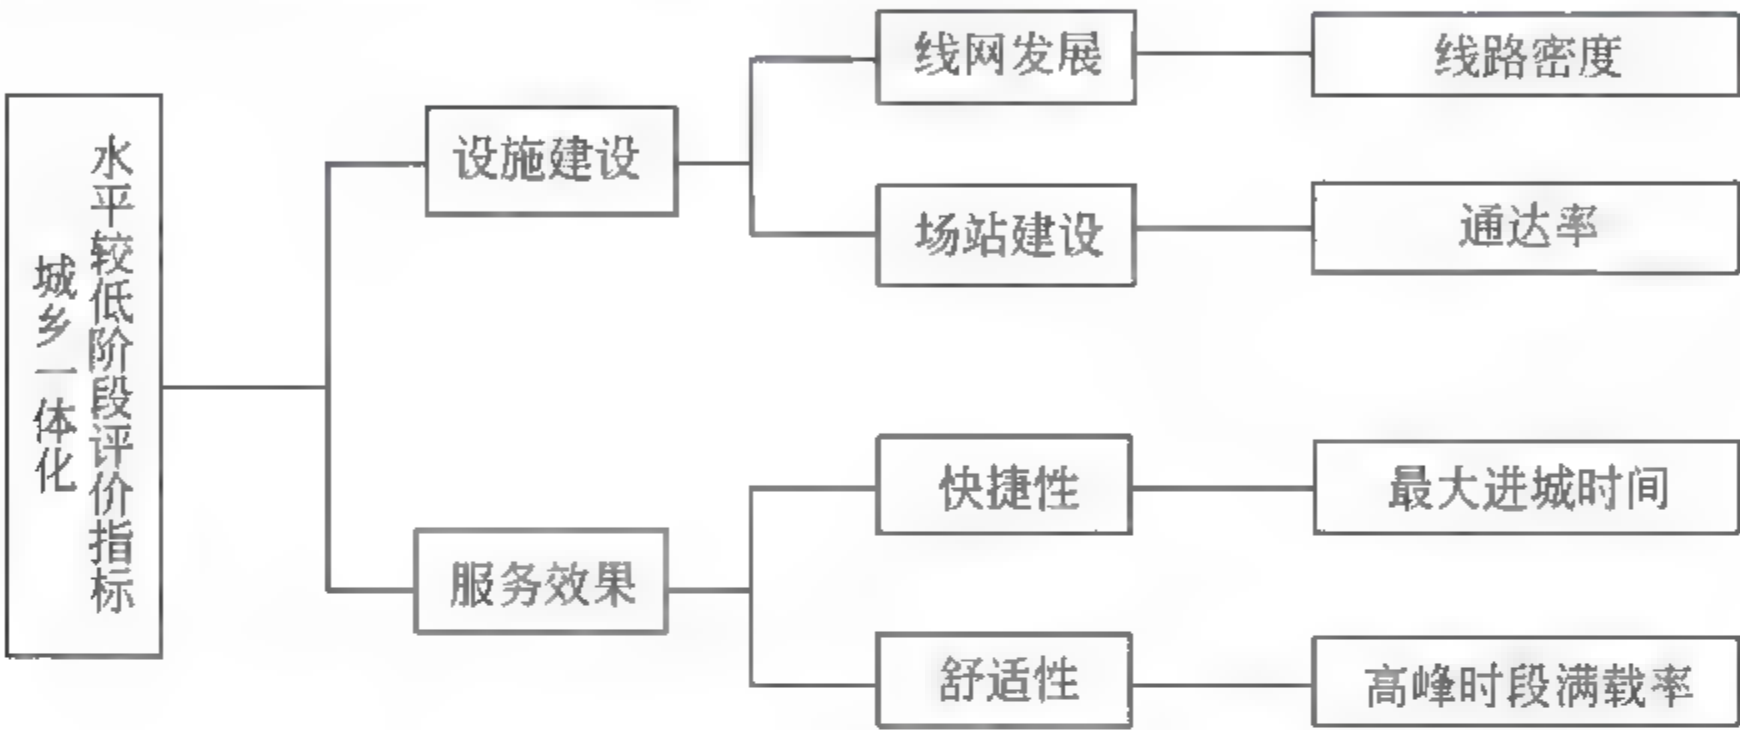 城乡一体化
水平较低阶段评价指标
设施建设
线网发展
线路密度
场站建设
通达率
服务效果
快捷性
最大进城时间
舒适性
高峰时段满载率